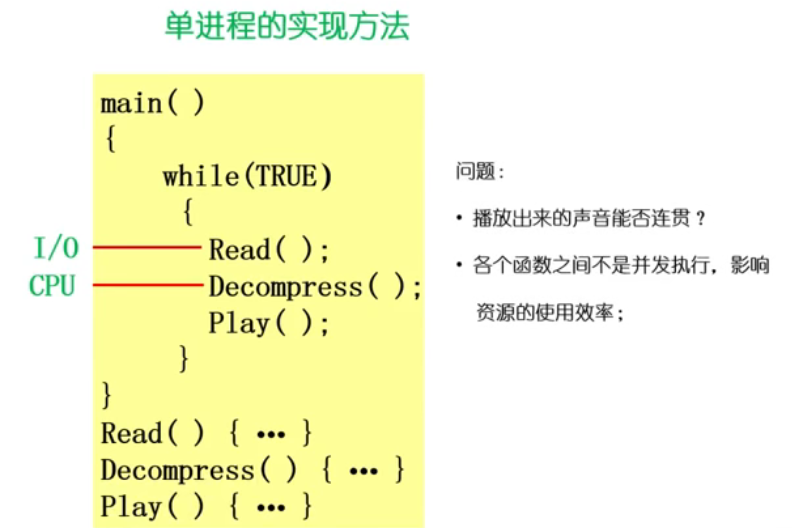 单进程的实现方法
main( )
{
while(TRUE)
{
I/O Read( );
CPU Decompress( );
Play( );
}
}
Read( ) { ••• }
Decompress( ) { ••• }
Play( ) { ••• }
问题：
• 播放出来的声音能否连贯？
• 各个函数之间不是并发执行，影响
资源的使用效率；